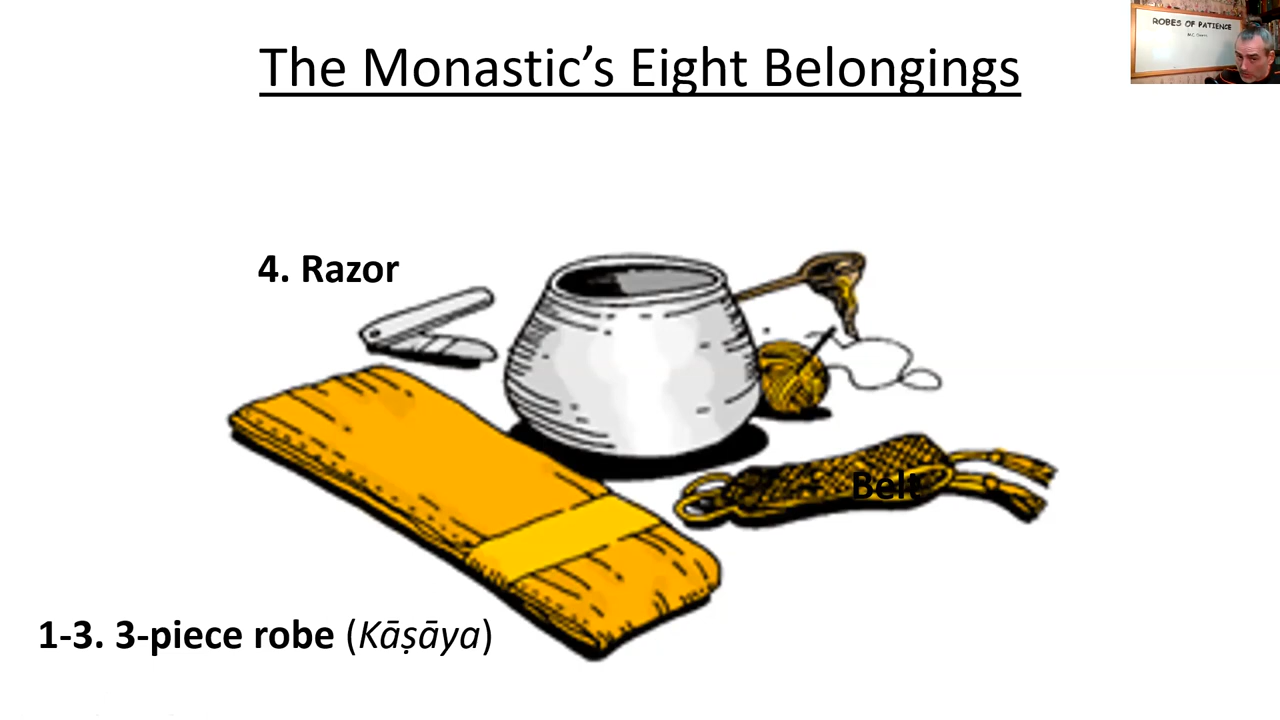 The Monastic’s Eight Belongings
ROBES OF PATIENCE
4. Razor
Belt
1-3. 3-piece robe (Kāṣāya)